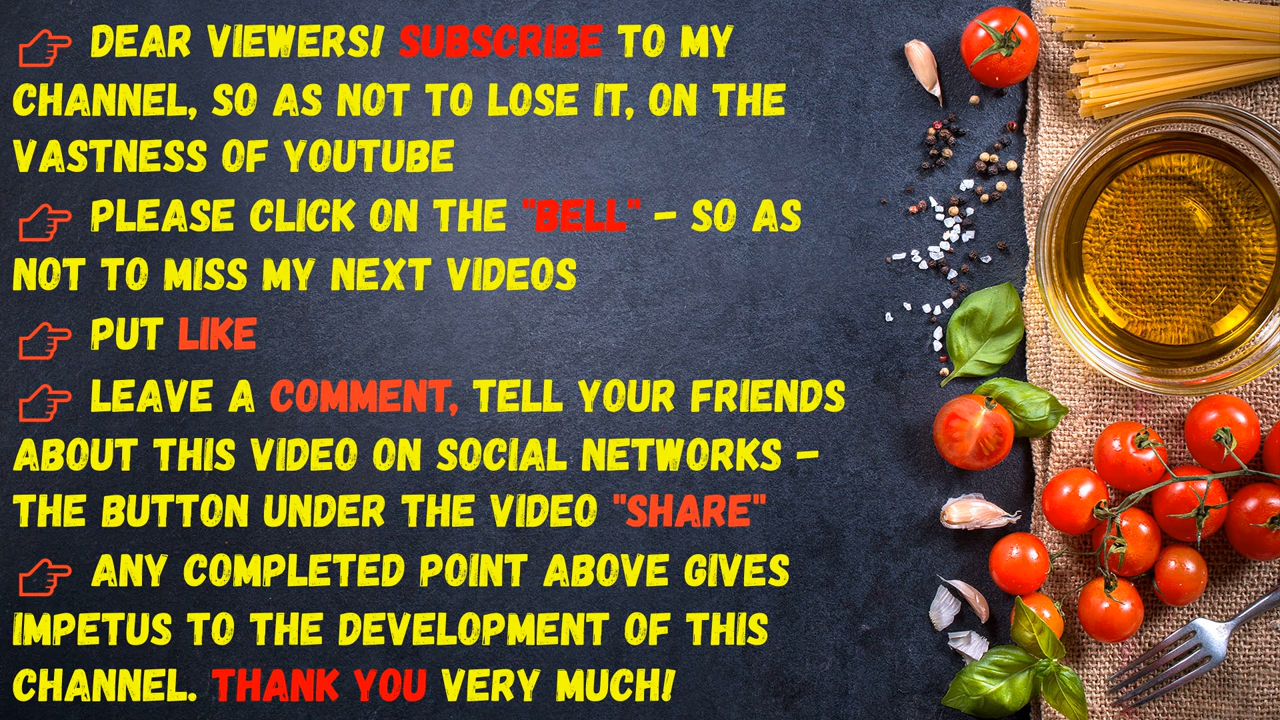 DEAR VIEWERS! SUBSCRIBE TO MY
CHANNEL, SO AS NOT TO LOSE IT, ON THE
VASTNESS OF YOUTUBE
PLEASE CLICK ON THE "BELL" - SO AS
NOT TO MISS MY NEXT VIDEOS
PUT LIKE
LEAVE A COMMENT, TELL YOUR FRIENDS
ABOUT THIS VIDEO ON SOCIAL NETWORKS -
THE BUTTON UNDER THE VIDEO "SHARE"
ANY COMPLETED POINT ABOVE GIVES
IMPETUS TO THE DEVELOPMENT OF THIS
CHANNEL. THANK YOU VERY MUCH!